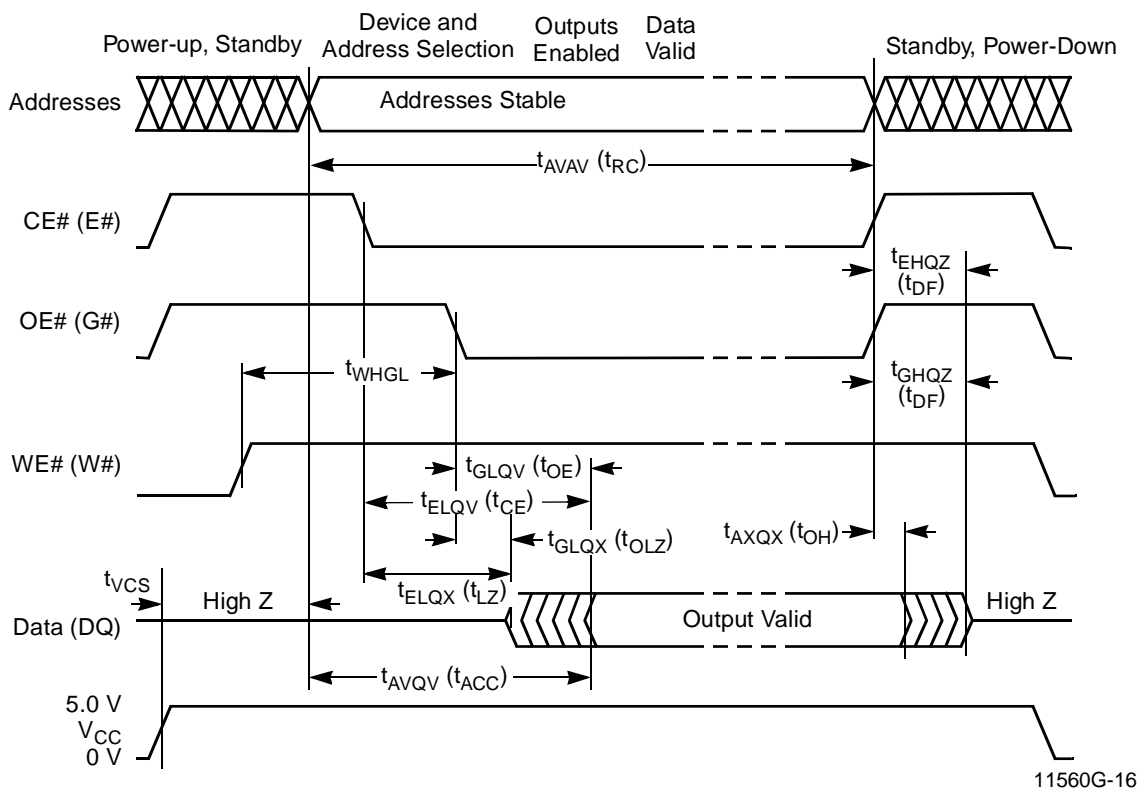 Power-up, Standby
Device and
Address Selection
Outputs
Enabled
Data
Valid
Standby, Power-Down
Addresses
Addresses Stable
tAVAV (tRC)
CE# (E#)
tEHQZ
(tDF)
OE# (G#)
tWHGL
tGHQZ
(tDF)
WE# (W#)
tGLQV (tOE)
tELQV (tCE)
tGLQX (tOLZ)
tAXQX (tOH)
tVCS
tELQX (tLZ)
High Z
High Z
Data (DQ)
Output Valid
tAVQV (tACC)
5.0 V
VCC
0 V
11560G-16